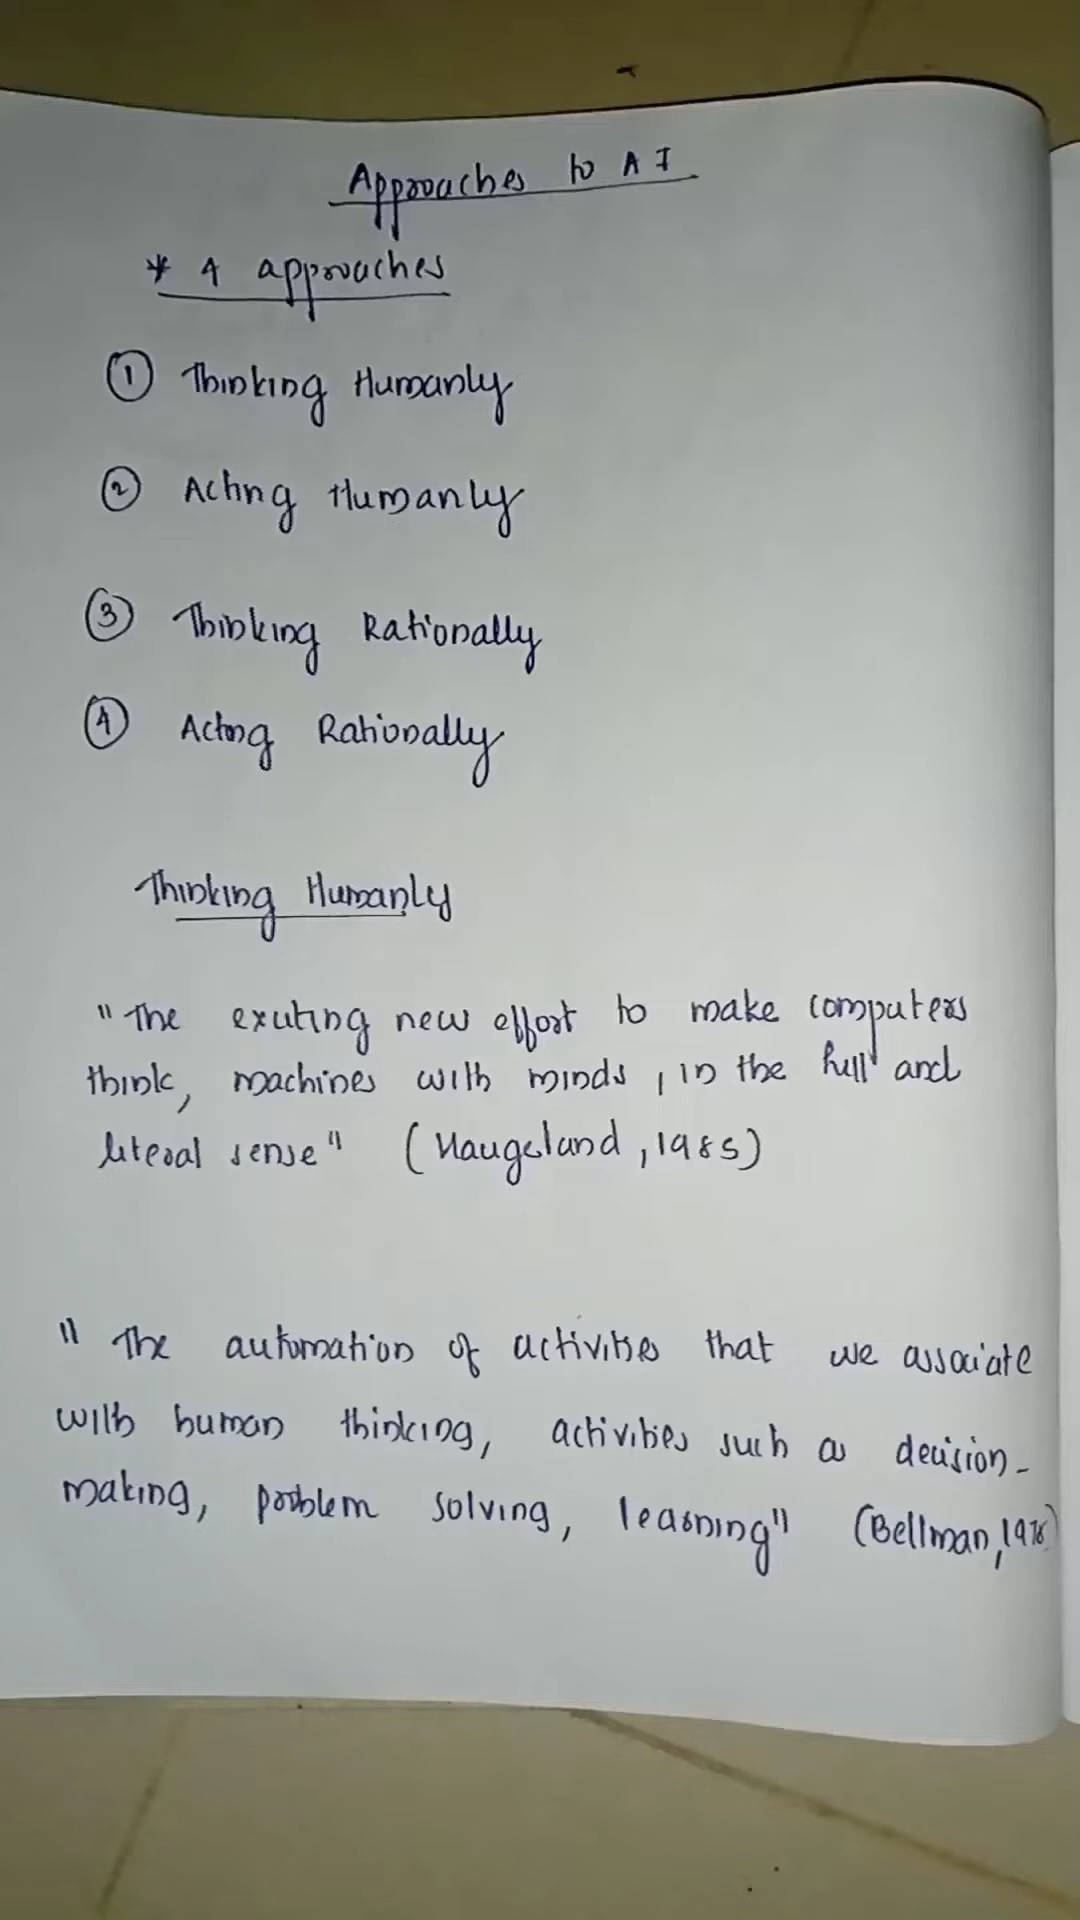 Approaches to AI
* 4 approaches
① Thinking Humanly
② Acting Humanly
③ Thinking Rationally
④ Acting Rationally
Thinking Humanly
"The exciting new effort to make computers
think, machines with minds, in the full and
literal sense" (Haugeland, 1985)
"The automation of activities that we associate
with human thinking, activities such as decision-
making, problem solving, learning" (Bellman, 1978)